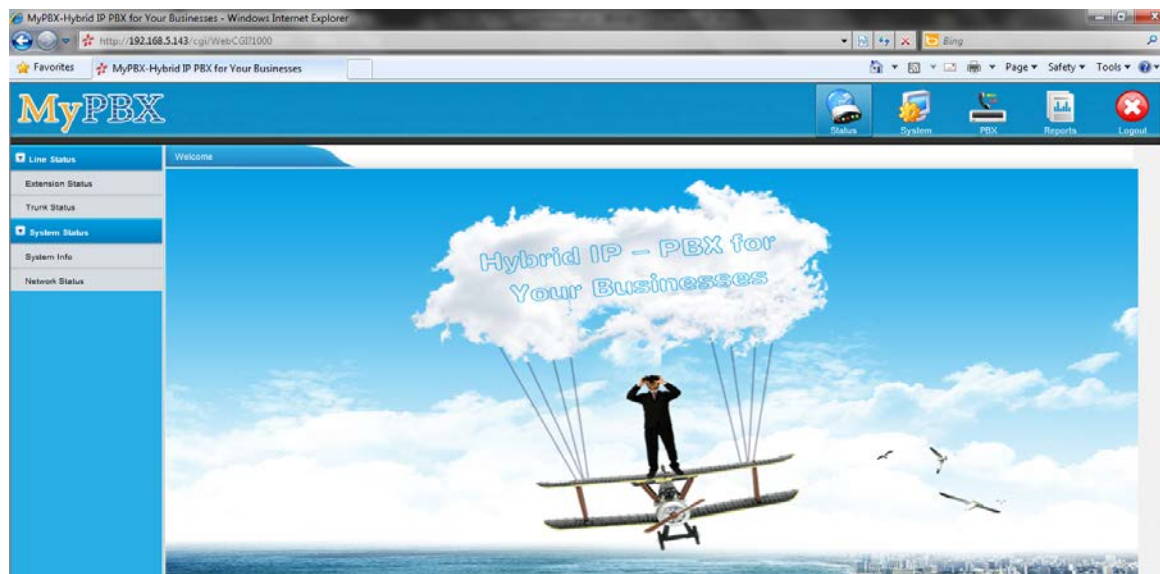 MyPBX-Hybrid IP PBX for Your Businesses - Windows Internet Explorer
http://192.168.5.143/cgi/WebCGI?1000
Bing
Favorites
MyPBX-Hybrid IP PBX for Your Businesses
Page
Safety
Tools
MyPBX
Status
System
PBX
Reports
Logout
Line Status
Welcome
Extension Status
Trunk Status
System Status
System Info
Network Status
Hybrid IP – PBX for
Your Businesses